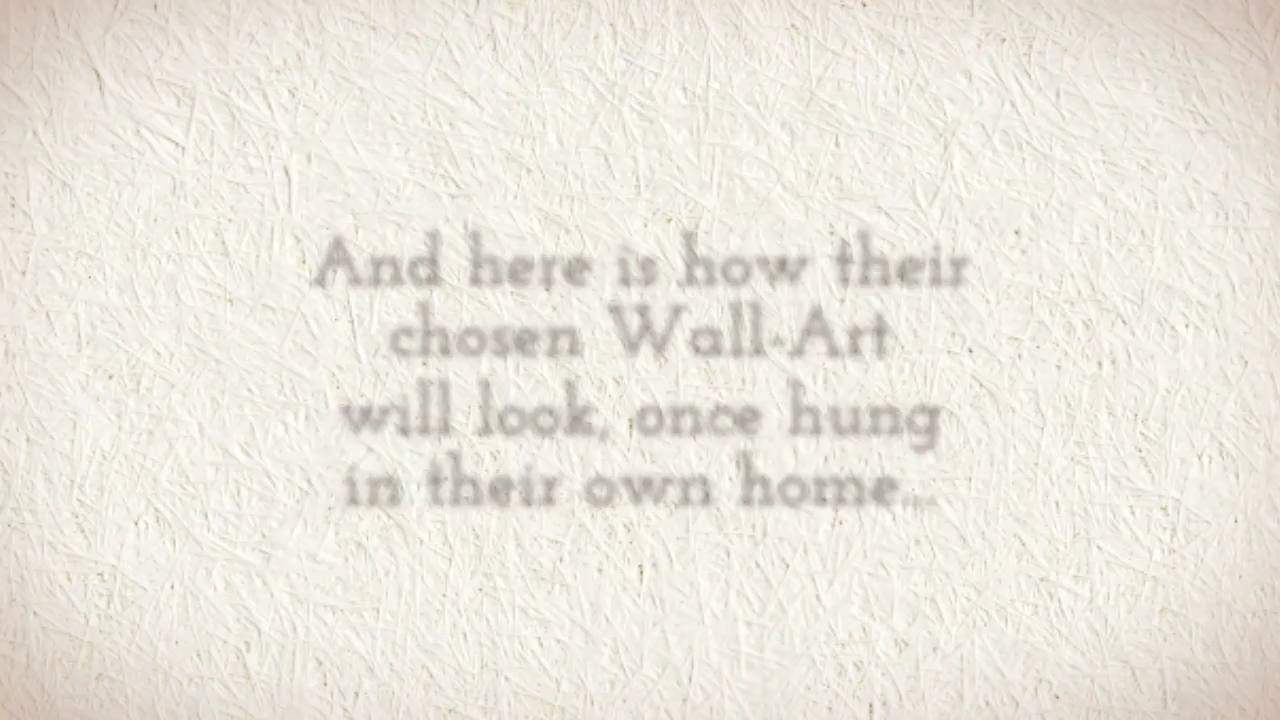 And here is how their
chosen Wall-Art
will look, once hung
in their own home...